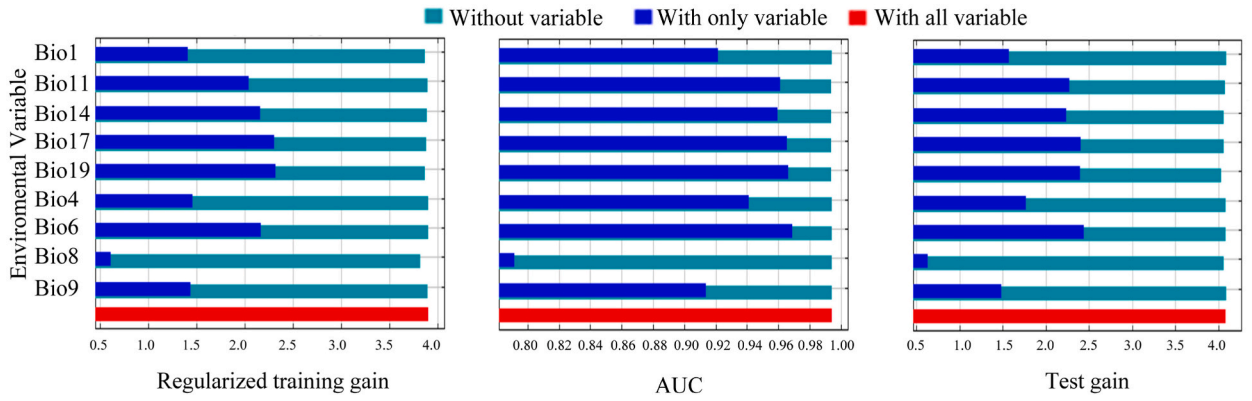 Without variable With only variable With all variable
Enviromental Variable
Bio1
Bio11
Bio14
Bio17
Bio19
Bio4
Bio6
Bio8
Bio9
0.5 1.0 1.5 2.0 2.5 3.0 3.5 4.0
0.80 0.82 0.84 0.86 0.88 0.90 0.92 0.94 0.96 0.98 1.00
0.5 1.0 1.5 2.0 2.5 3.0 3.5 4.0
Regularized training gain AUC Test gain